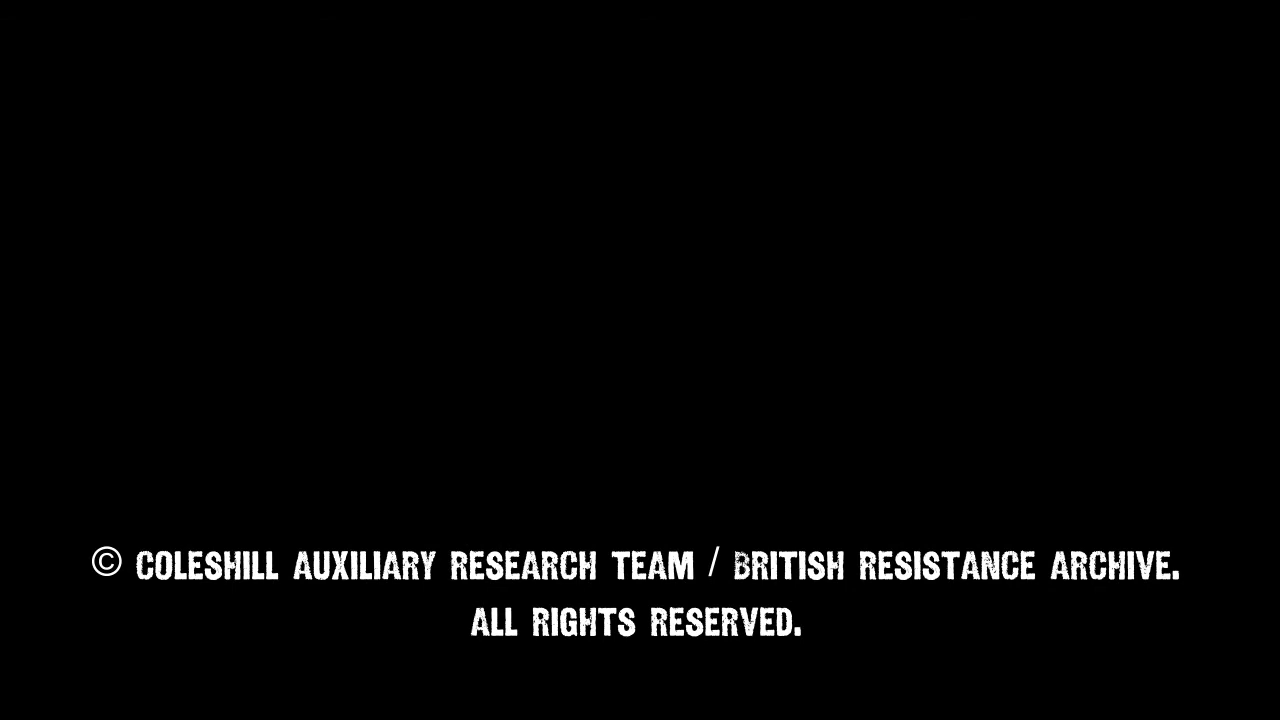 © COLESHILL AUXILIARY RESEARCH TEAM / BRITISH RESISTANCE ARCHIVE.
ALL RIGHTS RESERVED.